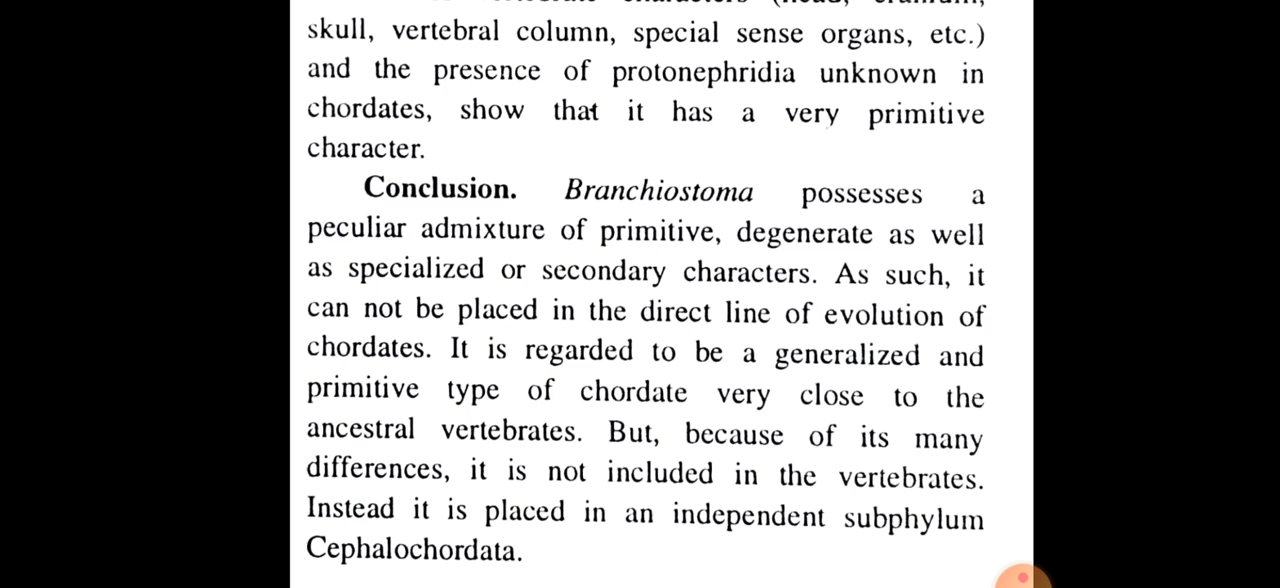 skull, vertebral column, special sense organs, etc.)
and the presence of protonephridia unknown in
chordates, show that it has a very primitive
character.
Conclusion. Branchiostoma possesses a
peculiar admixture of primitive, degenerate as well
as specialized or secondary characters. As such, it
can not be placed in the direct line of evolution of
chordates. It is regarded to be a generalized and
primitive type of chordate very close to the
ancestral vertebrates. But, because of its many
differences, it is not included in the vertebrates.
Instead it is placed in an independent subphylum
Cephalochordata.